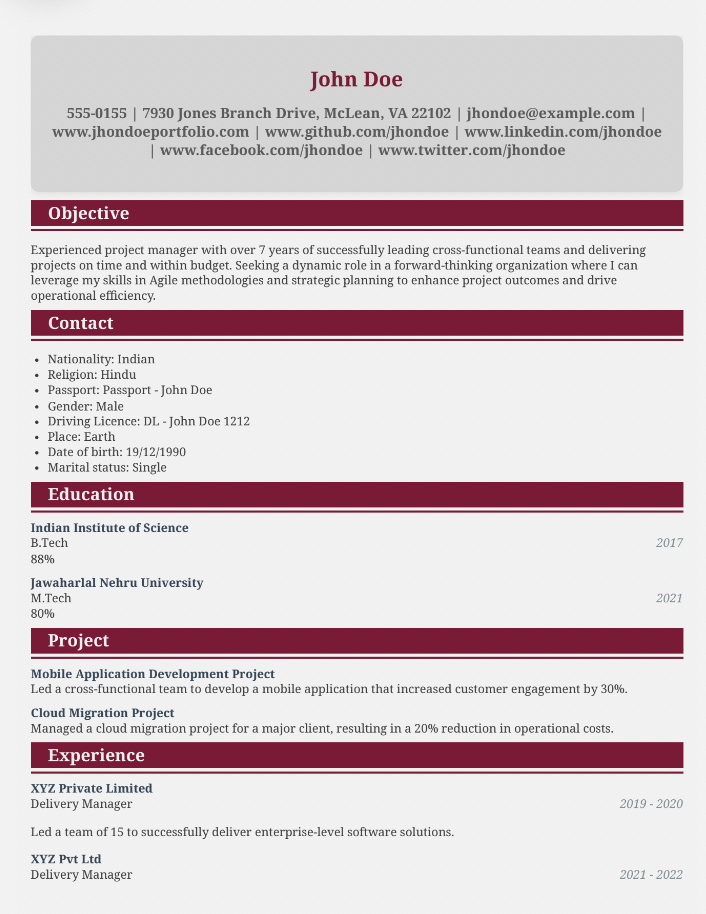 John Doe
555-0155 | 7930 Jones Branch Drive, McLean, VA 22102 | jhondoe@example.com |
www.jhondoeportfolio.com | www.github.com/jhondoe | www.linkedin.com/jhondoe
| www.facebook.com/jhondoe | www.twitter.com/jhondoe
Objective
Experienced project manager with over 7 years of successfully leading cross-functional teams and delivering
projects on time and within budget. Seeking a dynamic role in a forward-thinking organization where I can
leverage my skills in Agile methodologies and strategic planning to enhance project outcomes and drive
operational efficiency.
Contact
• Nationality: Indian
• Religion: Hindu
• Passport: Passport - John Doe
• Gender: Male
• Driving Licence: DL - John Doe 1212
• Place: Earth
• Date of birth: 19/12/1990
• Marital status: Single
Education
Indian Institute of Science
B.Tech 2017
88%
Jawaharlal Nehru University
M.Tech 2021
80%
Project
Mobile Application Development Project
Led a cross-functional team to develop a mobile application that increased customer engagement by 30%.
Cloud Migration Project
Managed a cloud migration project for a major client, resulting in a 20% reduction in operational costs.
Experience
XYZ Private Limited
Delivery Manager 2019 - 2020
Led a team of 15 to successfully deliver enterprise-level software solutions.
XYZ Pvt Ltd
Delivery Manager 2021 - 2022